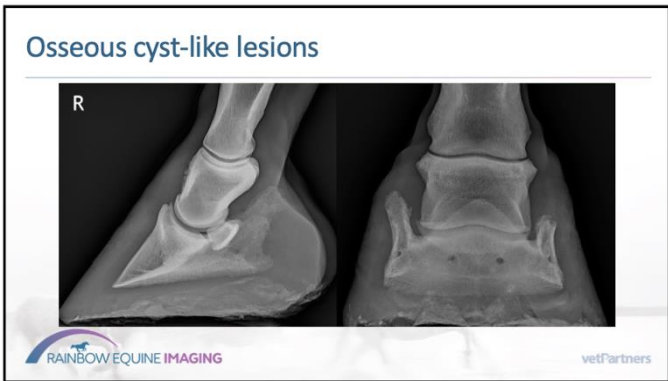 Osseous cyst-like lesions
R
RAINBOW EQUINE IMAGING
vetPartners